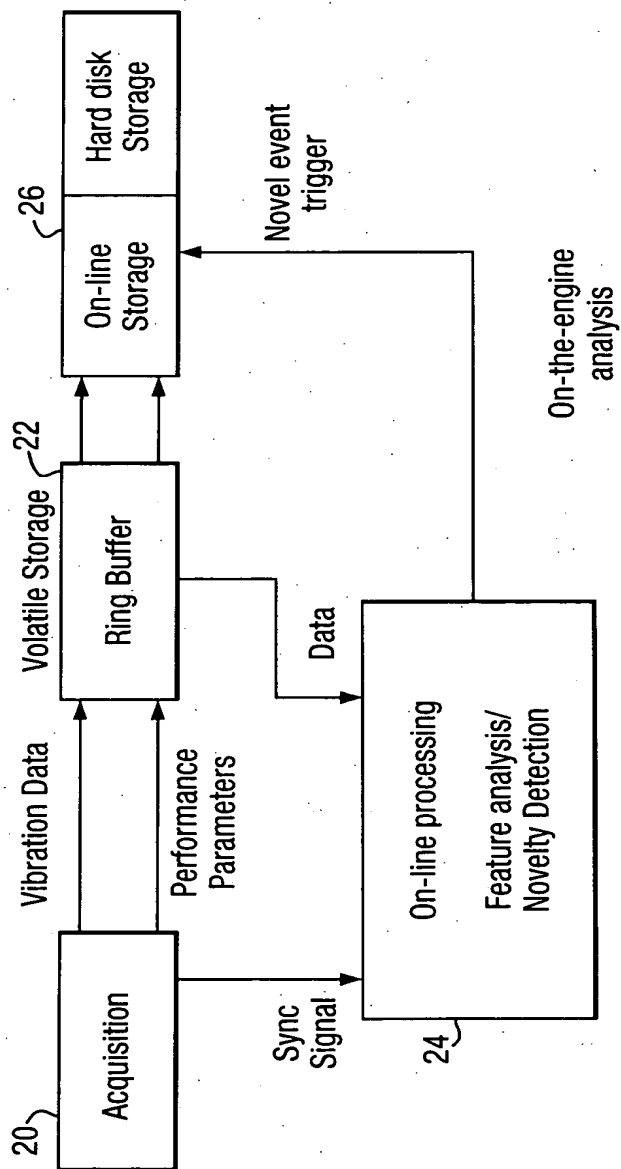 20
Acquisition
Vibration Data
Performance
Parameters
Sync
Signal
Volatile Storage
22
Ring Buffer
Data
24
On-line processing
Feature analysis/
Novelty Detection
26
On-line
Storage
Hard disk
Storage
Novel event
trigger
On-the-engine
analysis